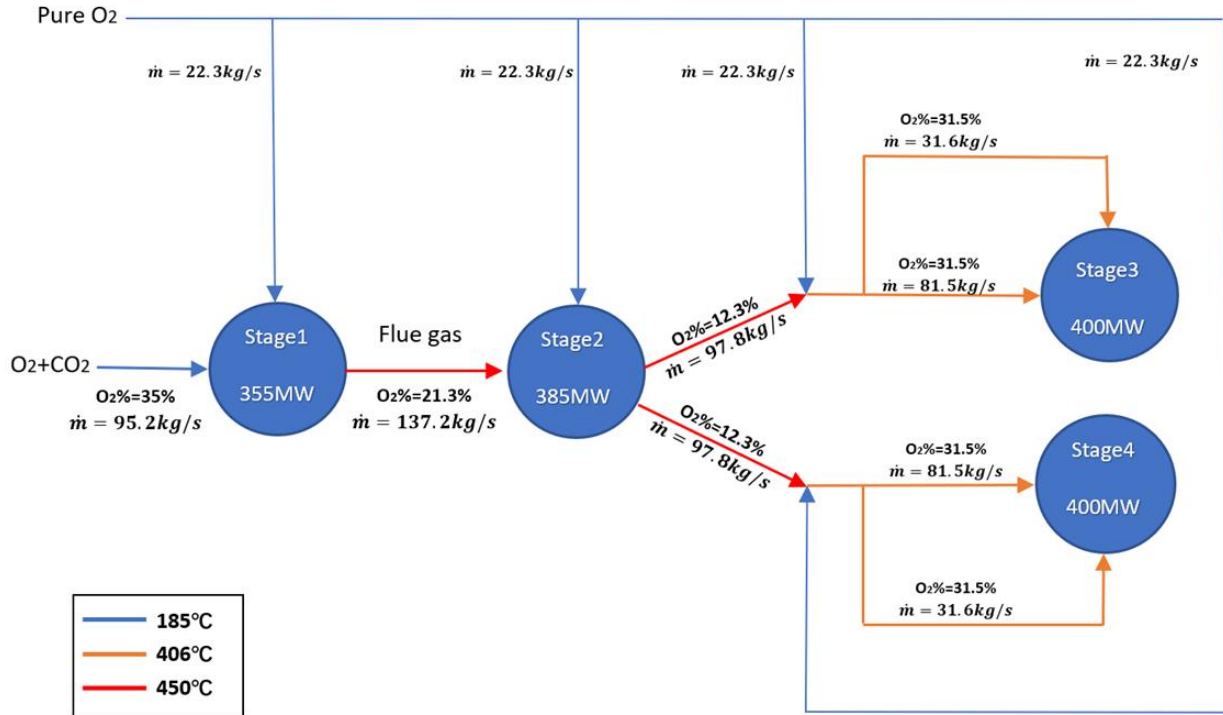 Pure O₂
ṁ = 22.3kg/s
ṁ = 22.3kg/s
ṁ = 22.3kg/s
ṁ = 22.3kg/s
O₂%=31.5%
ṁ = 31.6kg/s
Stage1
355MW
O₂+CO₂
O₂%=35%
ṁ = 95.2kg/s
Flue gas
O₂%=21.3%
ṁ = 137.2kg/s
Stage2
385MW
O₂%=12.3%
ṁ = 97.8kg/s
O₂%=31.5%
ṁ = 81.5kg/s
Stage3
400MW
O₂%=12.3%
ṁ = 97.8kg/s
O₂%=31.5%
ṁ = 81.5kg/s
Stage4
400MW
O₂%=31.5%
ṁ = 31.6kg/s
185℃
406℃
450℃